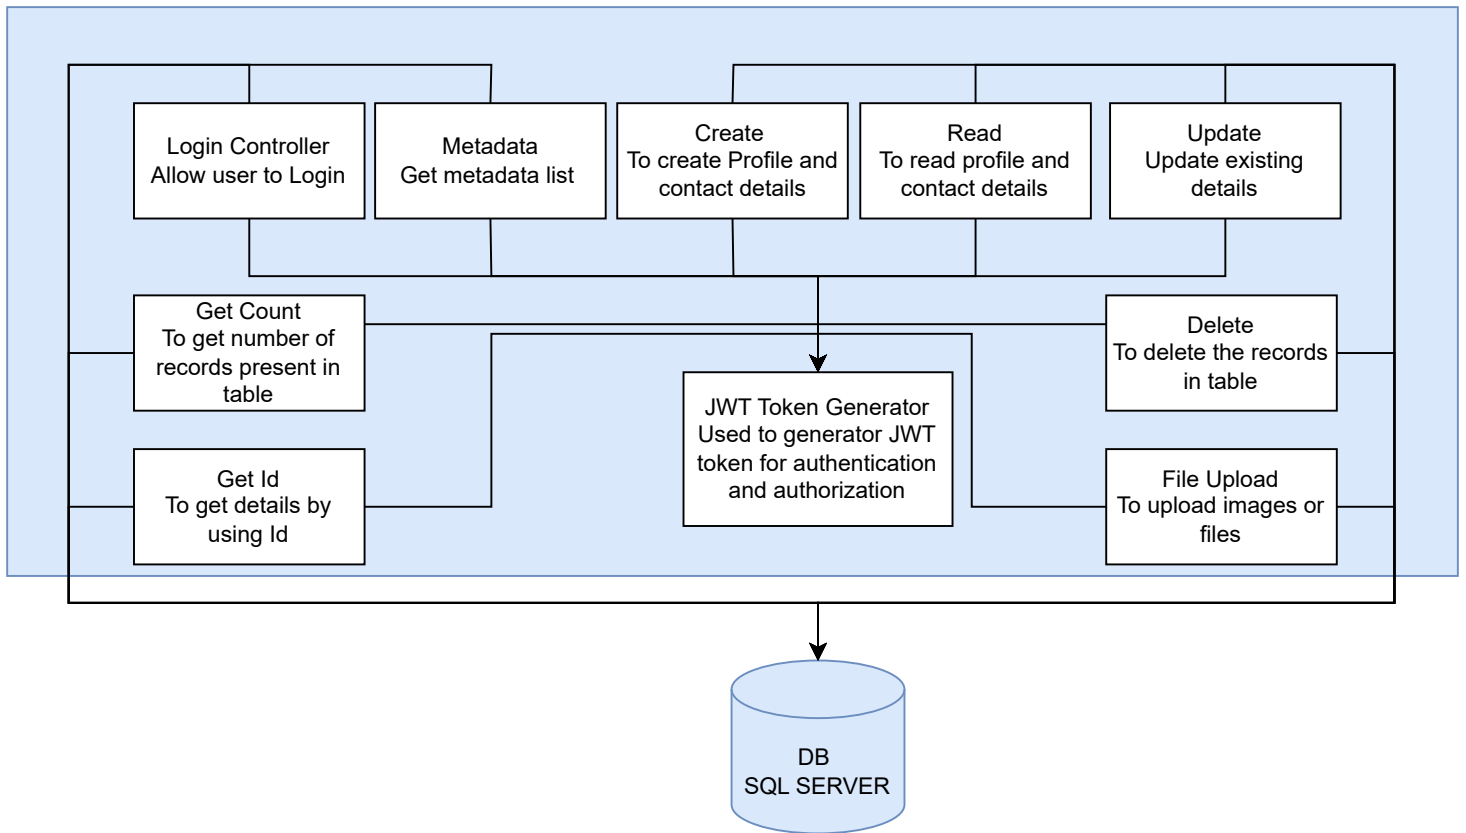 Login Controller
Allow user to Login
Metadata
Get metadata list
Create
To create Profile and
contact details
Read
To read profile and
contact details
Update
Update existing
details
Get Count
To get number of
records present in
table
Delete
To delete the records
in table
JWT Token Generator
Used to generator JWT
token for authentication
and authorization
Get Id
To get details by
using Id
File Upload
To upload images or
files
DB
SQL SERVER